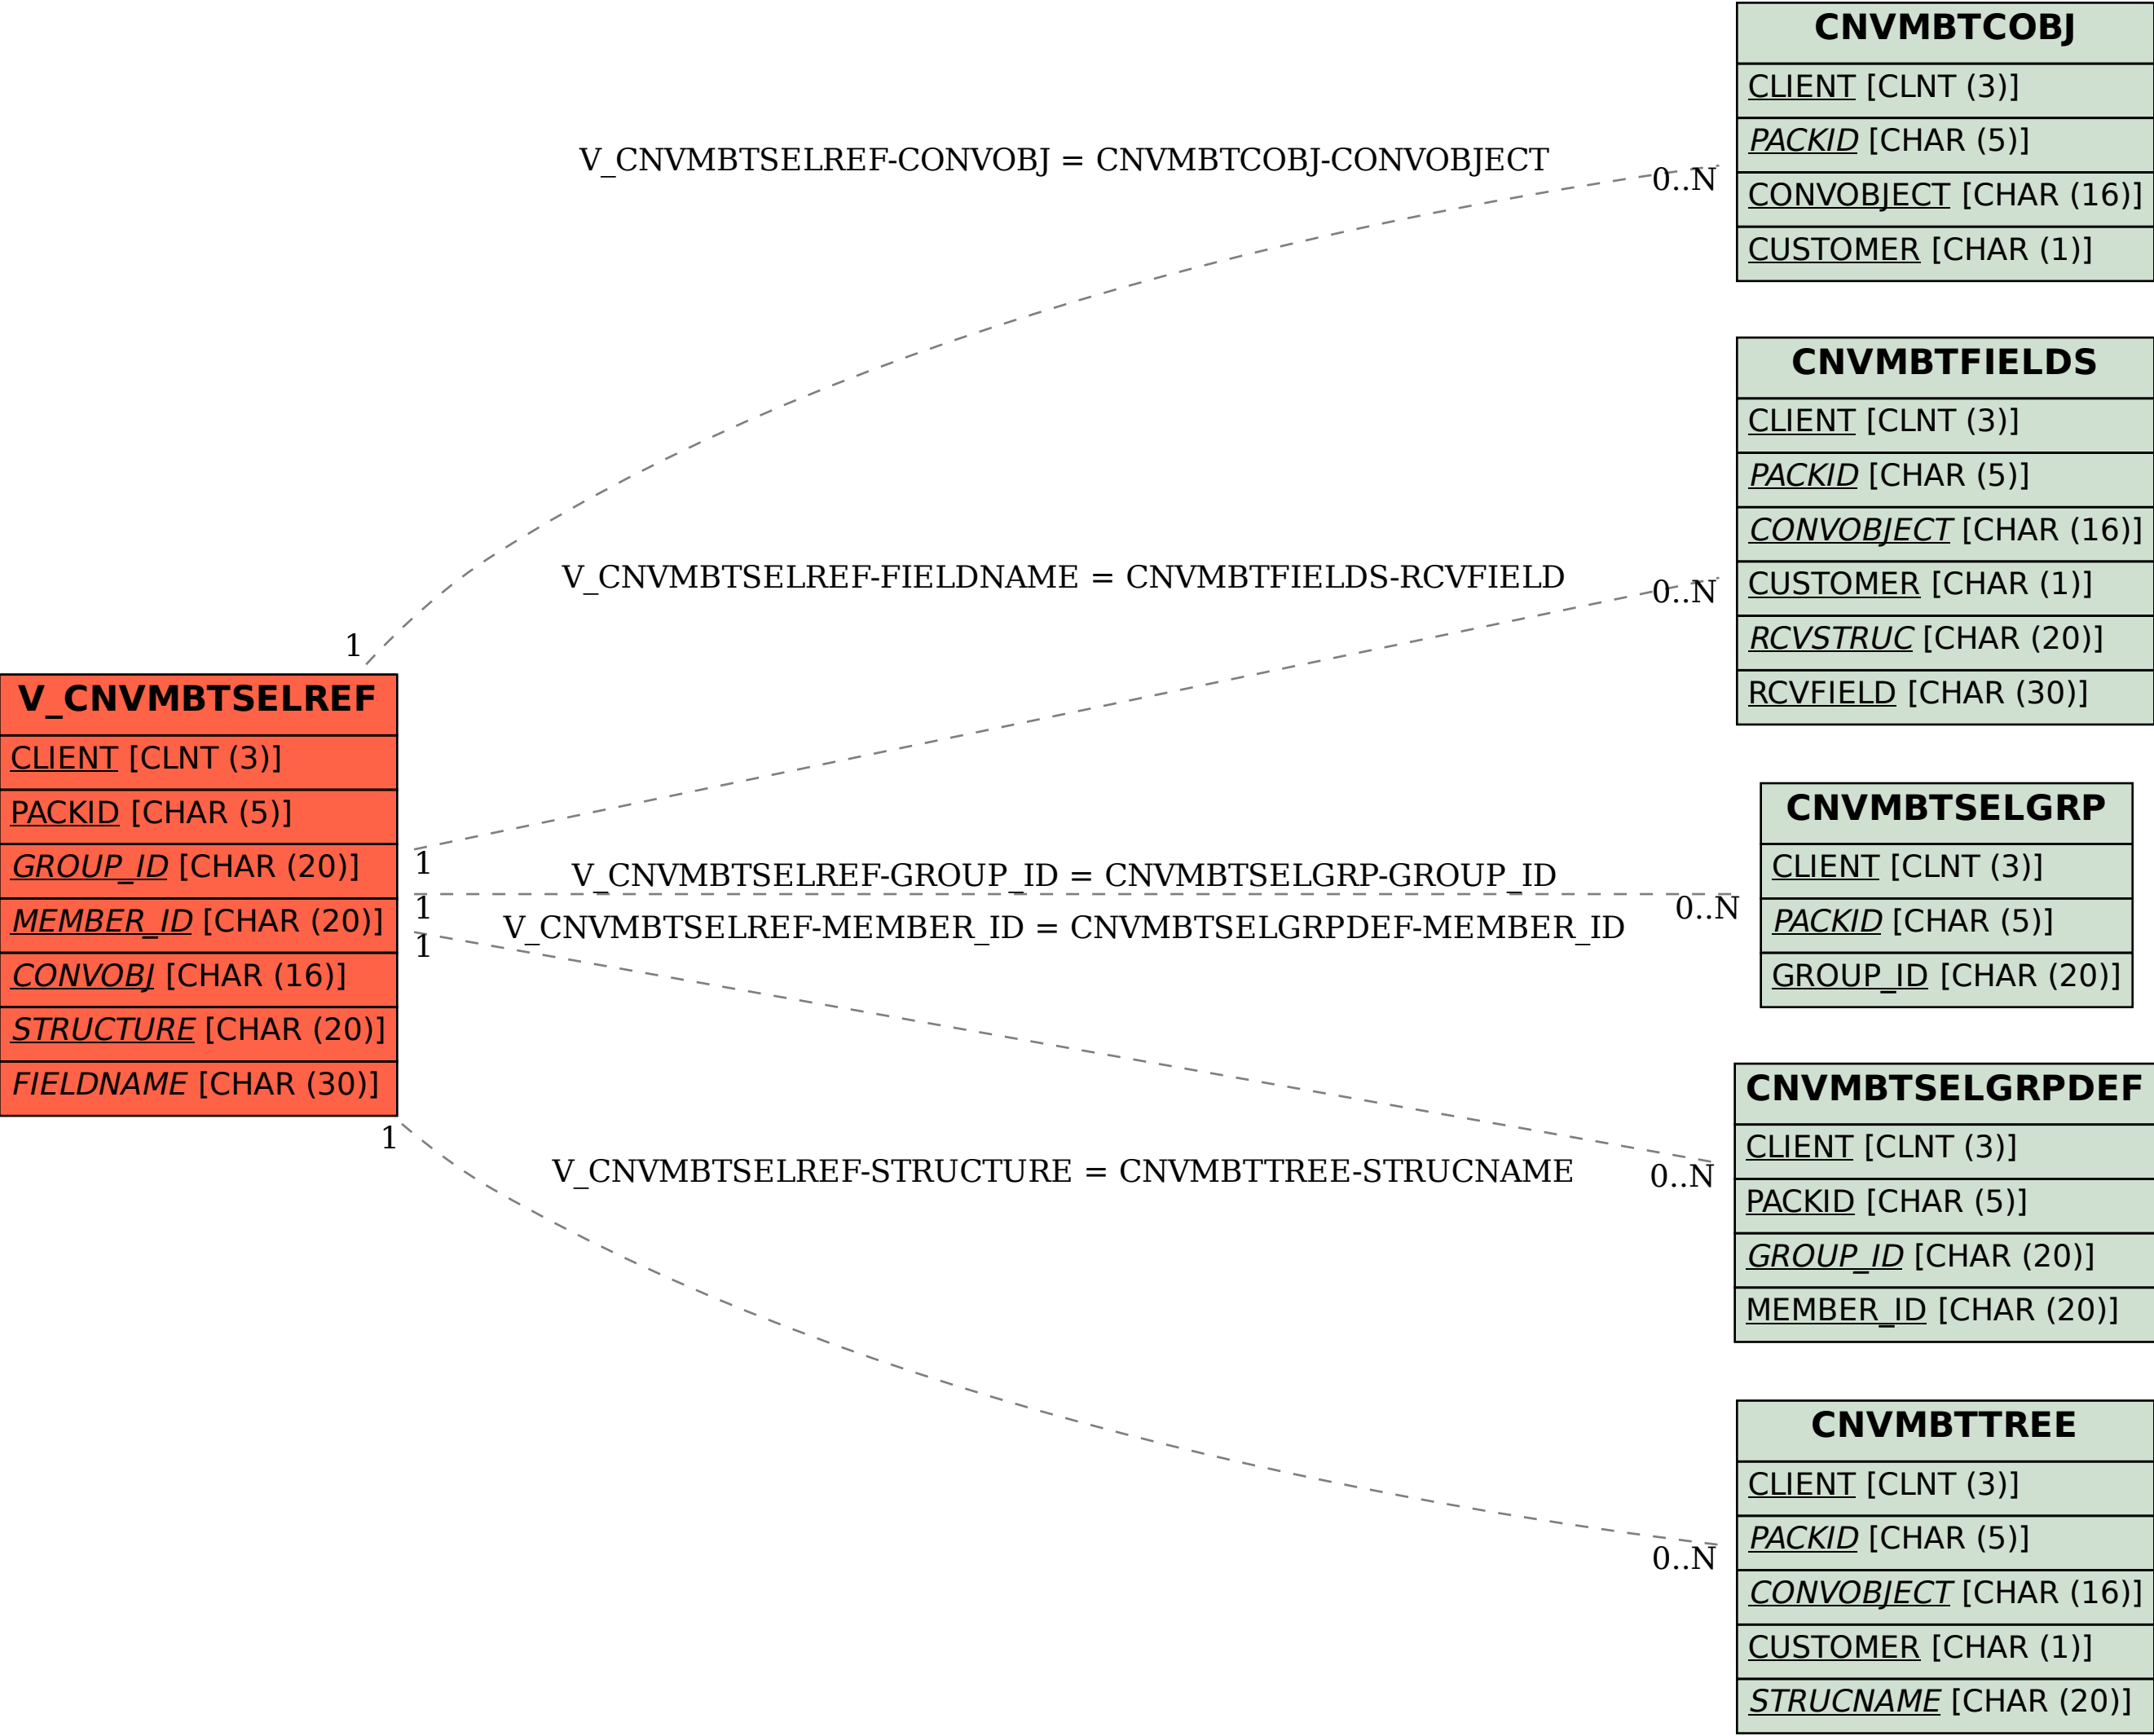 CNVMBTCOBJ
CLIENT [CLNT (3)]
PACKID [CHAR (5)]
CONVOBJECT [CHAR (16)]
CUSTOMER [CHAR (1)]
V_CNVMBTSELREF-CONVOBJ = CNVMBTCOBJ-CONVOBJECT
0..N
1
CNVMBTFIELDS
CLIENT [CLNT (3)]
PACKID [CHAR (5)]
CONVOBJECT [CHAR (16)]
CUSTOMER [CHAR (1)]
RCVSTRUC [CHAR (20)]
RCVFIELD [CHAR (30)]
V_CNVMBTSELREF-FIELDNAME = CNVMBTFIELDS-RCVFIELD
0..N
1
V_CNVMBTSELREF
CLIENT [CLNT (3)]
PACKID [CHAR (5)]
GROUP_ID [CHAR (20)]
MEMBER_ID [CHAR (20)]
CONVOBJ [CHAR (16)]
STRUCTURE [CHAR (20)]
FIELDNAME [CHAR (30)]
V_CNVMBTSELREF-GROUP_ID = CNVMBTSELGRP-GROUP_ID
1
0..N
CNVMBTSELGRP
CLIENT [CLNT (3)]
PACKID [CHAR (5)]
GROUP_ID [CHAR (20)]
V_CNVMBTSELREF-MEMBER_ID = CNVMBTSELGRPDEF-MEMBER_ID
1
0..N
CNVMBTSELGRPDEF
CLIENT [CLNT (3)]
PACKID [CHAR (5)]
GROUP_ID [CHAR (20)]
MEMBER_ID [CHAR (20)]
1
V_CNVMBTSELREF-STRUCTURE = CNVMBTTREE-STRUCNAME
0..N
CNVMBTTREE
CLIENT [CLNT (3)]
PACKID [CHAR (5)]
CONVOBJECT [CHAR (16)]
CUSTOMER [CHAR (1)]
STRUCNAME [CHAR (20)]